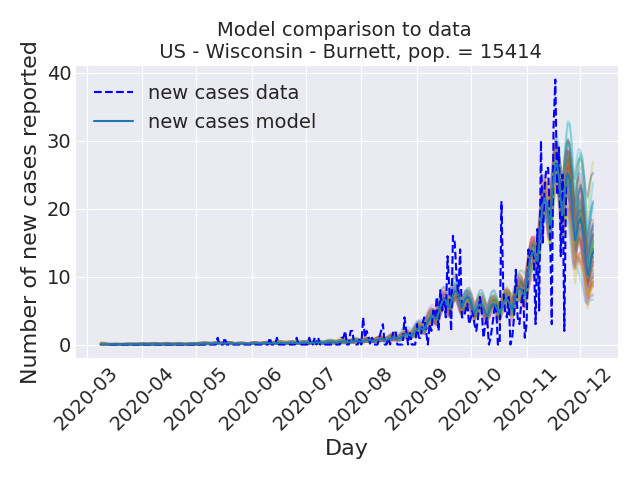 Model comparison to data
US - Wisconsin - Burnett, pop. = 15414
Number of new cases reported
40
30
20
10
0
new cases data
new cases model
2020-03
2020-04
2020-05
2020-06
2020-07
2020-08
2020-09
2020-10
2020-11
2020-12
Day